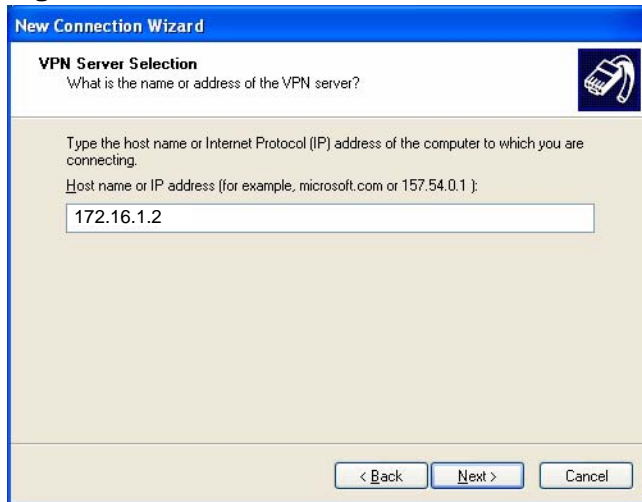 New Connection Wizard
VPN Server Selection
What is the name or address of the VPN server?
Type the host name or Internet Protocol (IP) address of the computer to which you are
connecting.
Host name or IP address (for example, microsoft.com or 157.54.0.1 ):
172.16.1.2
< Back
Next >
Cancel